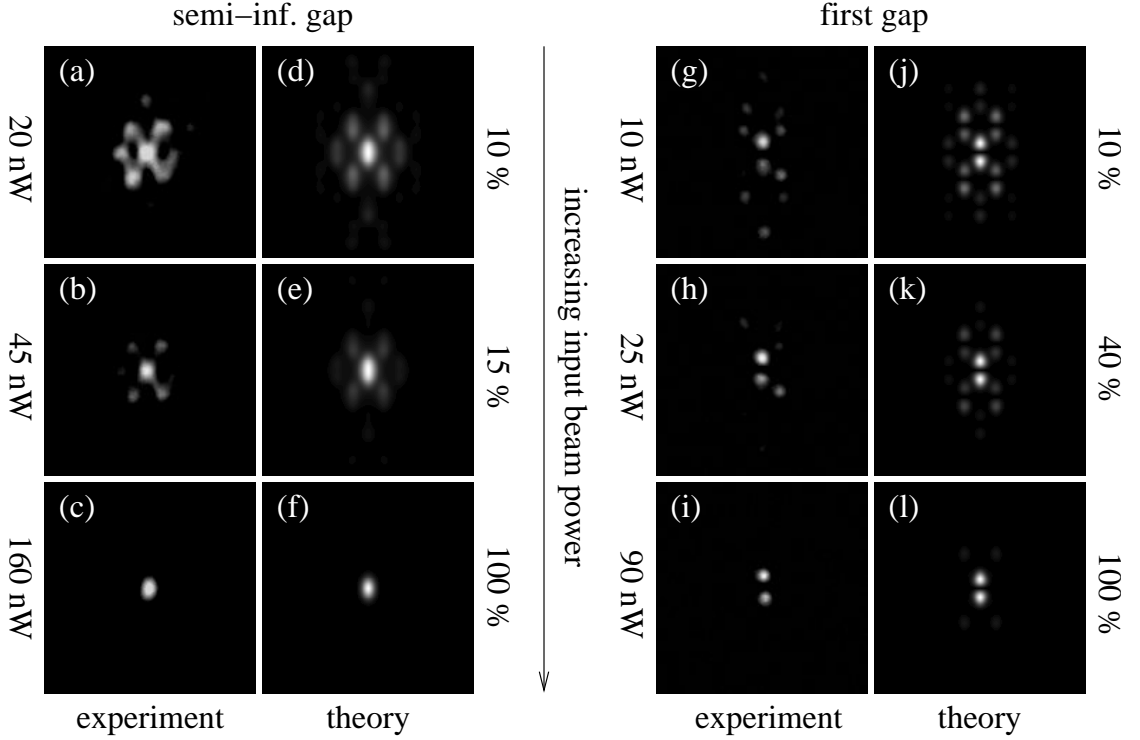 semi−inf. gap
first gap
(a)
(d)
(g)
(j)
20 nW
10 %
10 nW
10 %
(b)
(e)
(h)
(k)
45 nW
15 %
increasing input beam power
25 nW
40 %
(c)
(f)
(i)
(l)
160 nW
100 %
90 nW
100 %
experiment
theory
experiment
theory